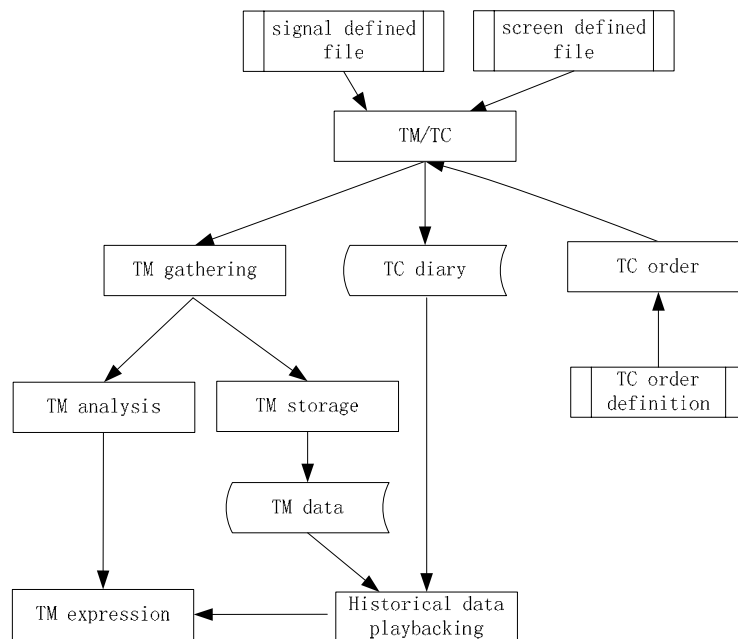 signal defined
file
screen defined
file
TM/TC
TM gathering
TC diary
TC order
TM analysis
TM storage
TC order
definition
TM data
TM expression
Historical data
playbacking